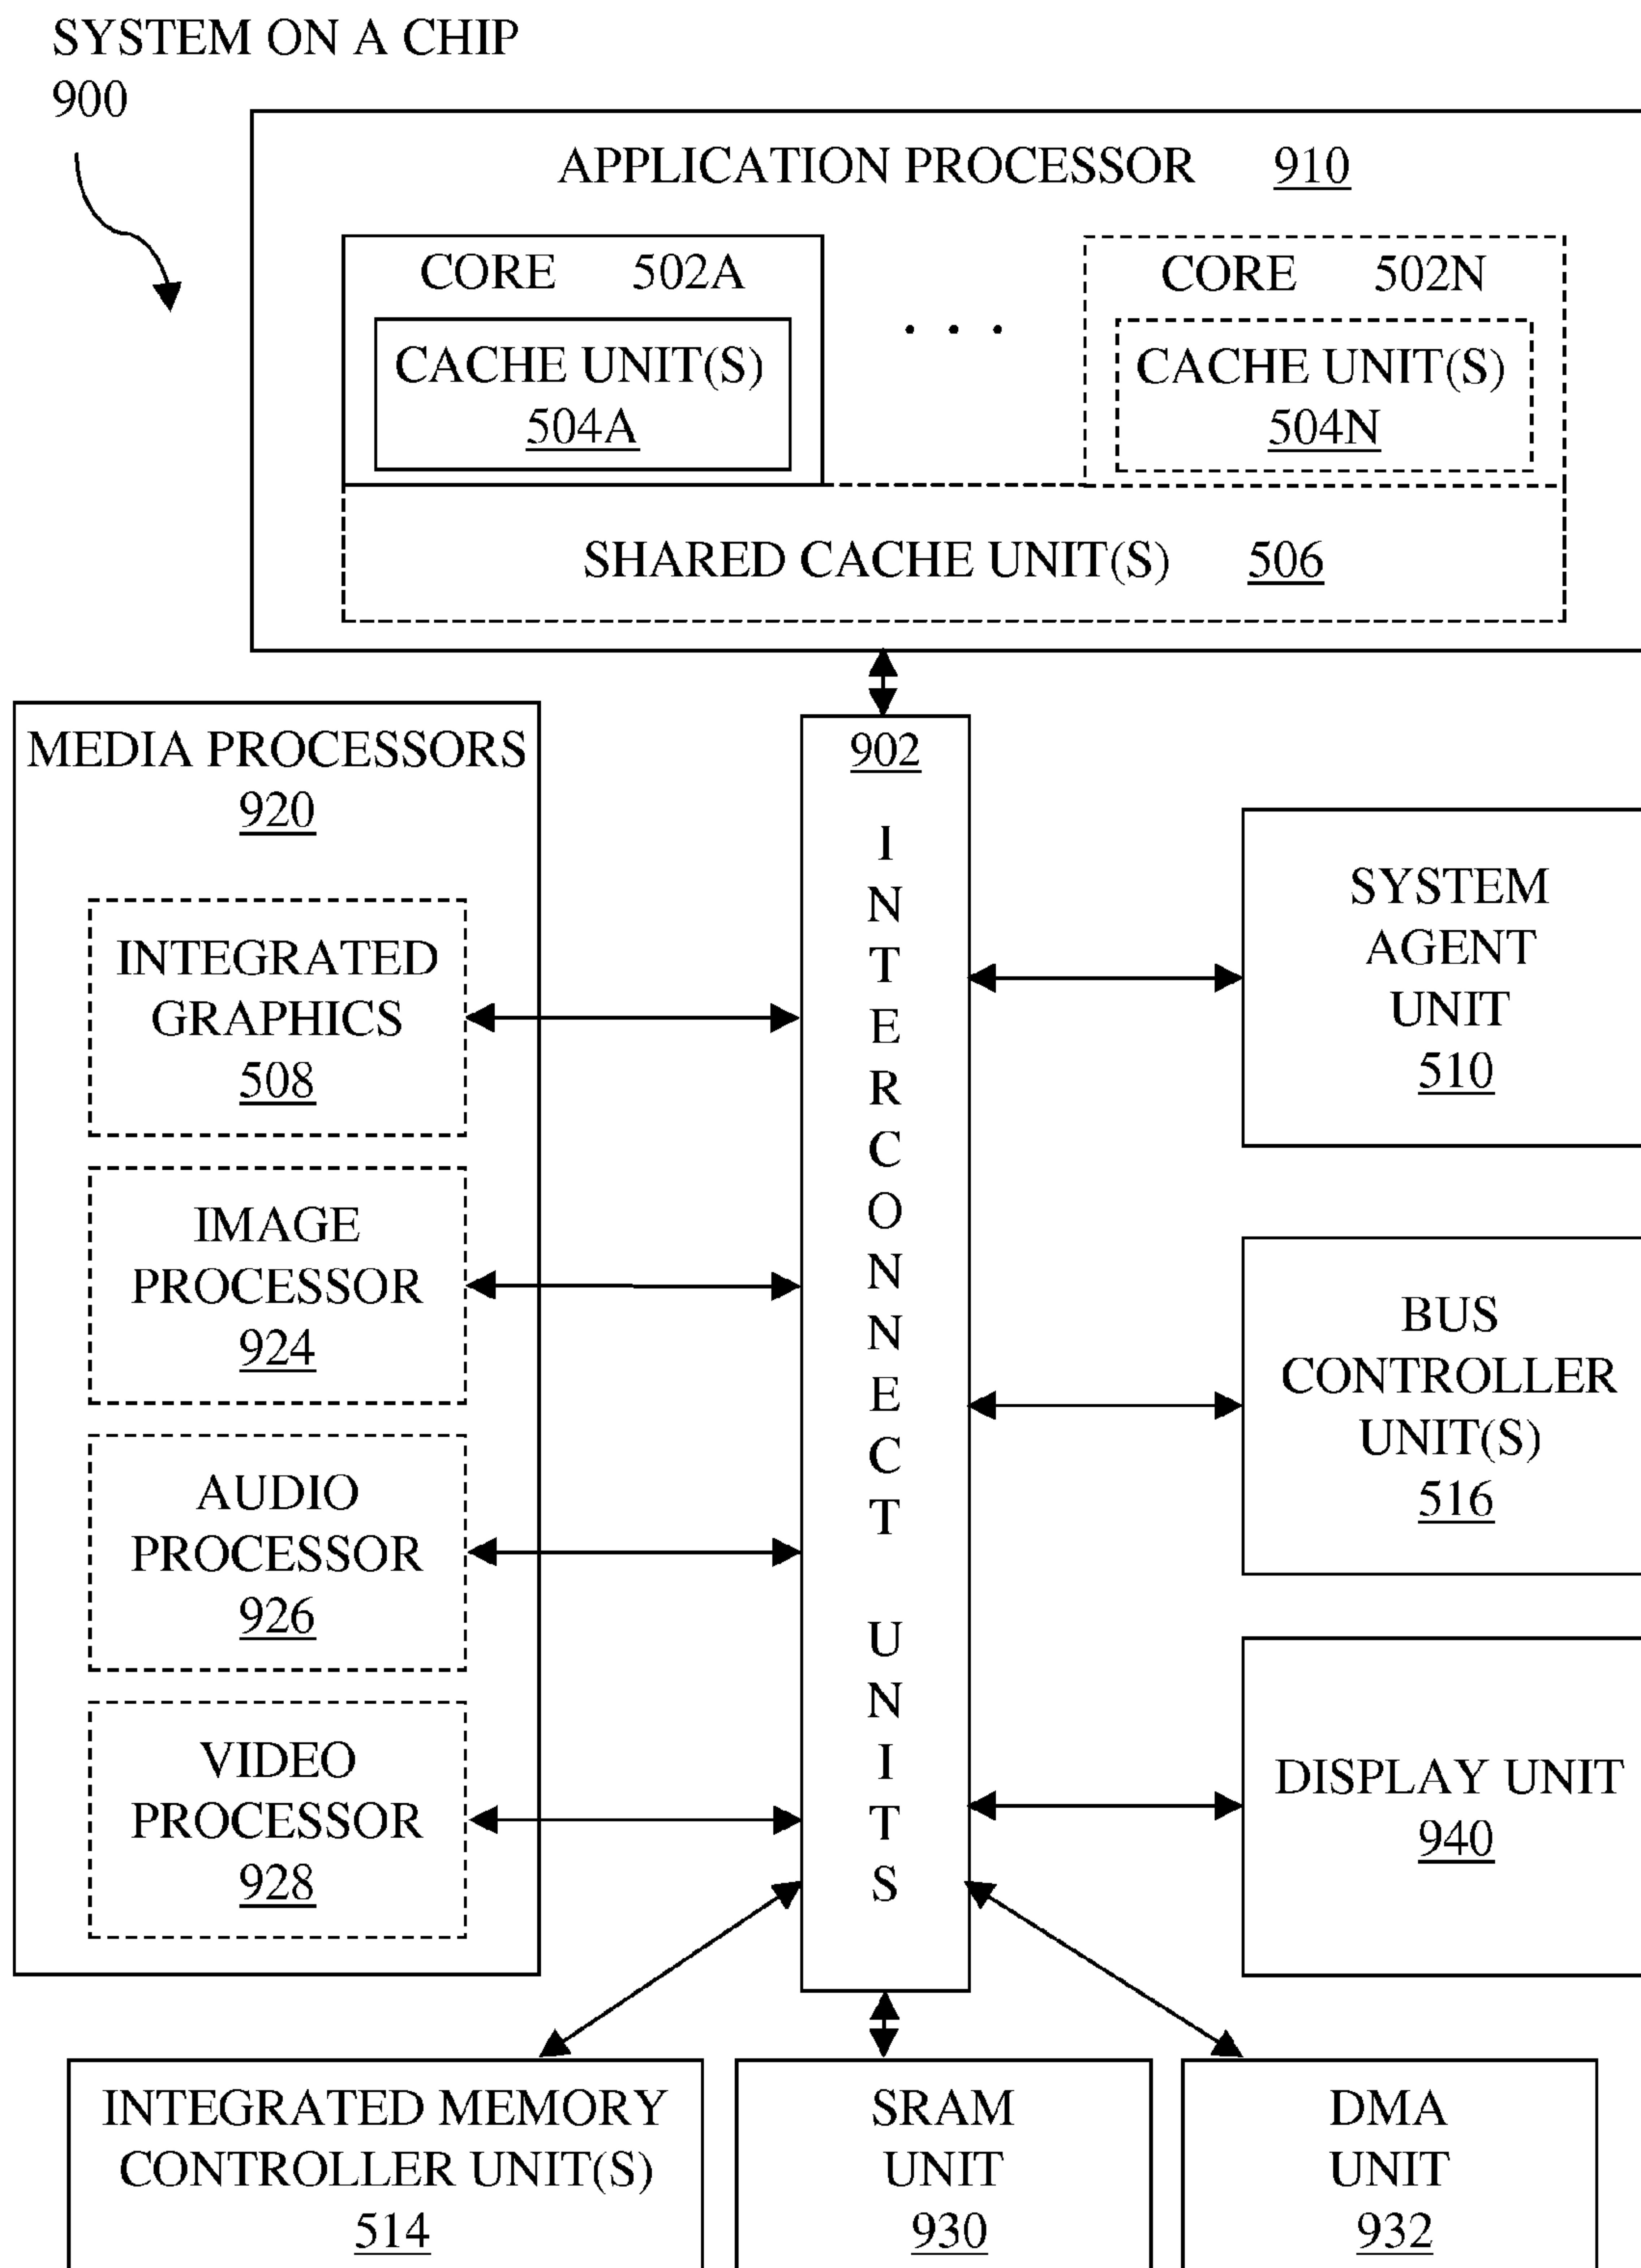 SYSTEM ON A CHIP
900
APPLICATION PROCESSOR 910
CORE 502A
CACHE UNIT(S)
504A
. . .
CORE 502N
CACHE UNIT(S)
504N
SHARED CACHE UNIT(S) 506
MEDIA PROCESSORS
920
INTEGRATED
GRAPHICS
508
IMAGE
PROCESSOR
924
AUDIO
PROCESSOR
926
VIDEO
PROCESSOR
928
902
INTERCONNECT UNITS
SYSTEM
AGENT
UNIT
510
BUS
CONTROLLER
UNIT(S)
516
DISPLAY UNIT
940
INTEGRATED MEMORY
CONTROLLER UNIT(S)
514
SRAM
UNIT
930
DMA
UNIT
932